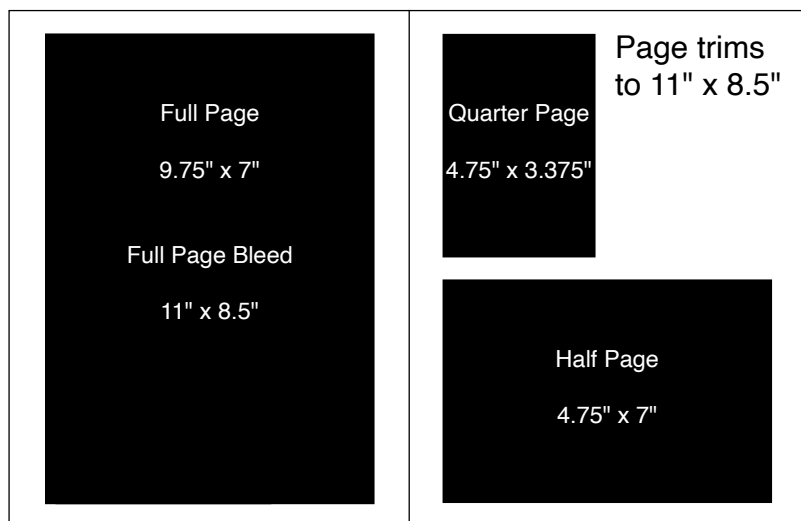 Full Page
9.75" x 7"
Full Page Bleed
11" x 8.5"
Quarter Page
4.75" x 3.375"
Page trims
to 11" x 8.5"
Half Page
4.75" x 7"